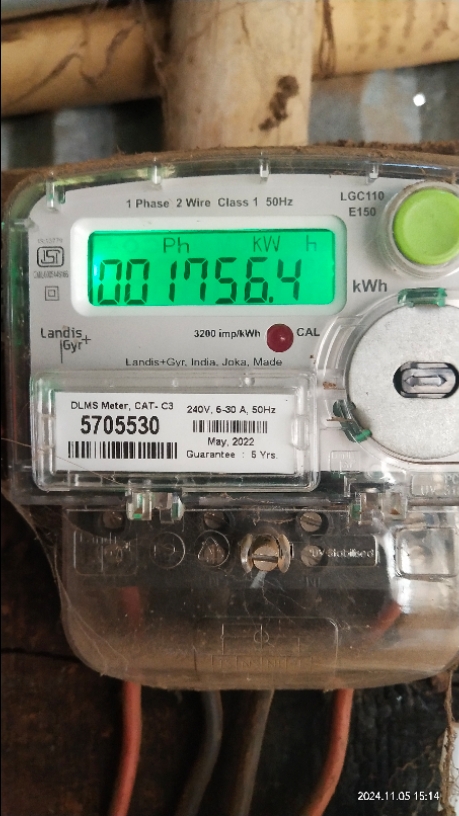 1 Phase 2 Wire Class 1 50Hz
LGC110
E150
Ph kW h
001756.4
kWh
3200 imp/kWh CAL
Landis+Gyr+
Landis+Gyr, India, Joka, Made
DLMS Meter, CAT- C3
5705530
240V, 5-30 A, 50Hz
May, 2022
Guarantee : 5 Yrs.
UV Stabilised
2024.11.05 15:14